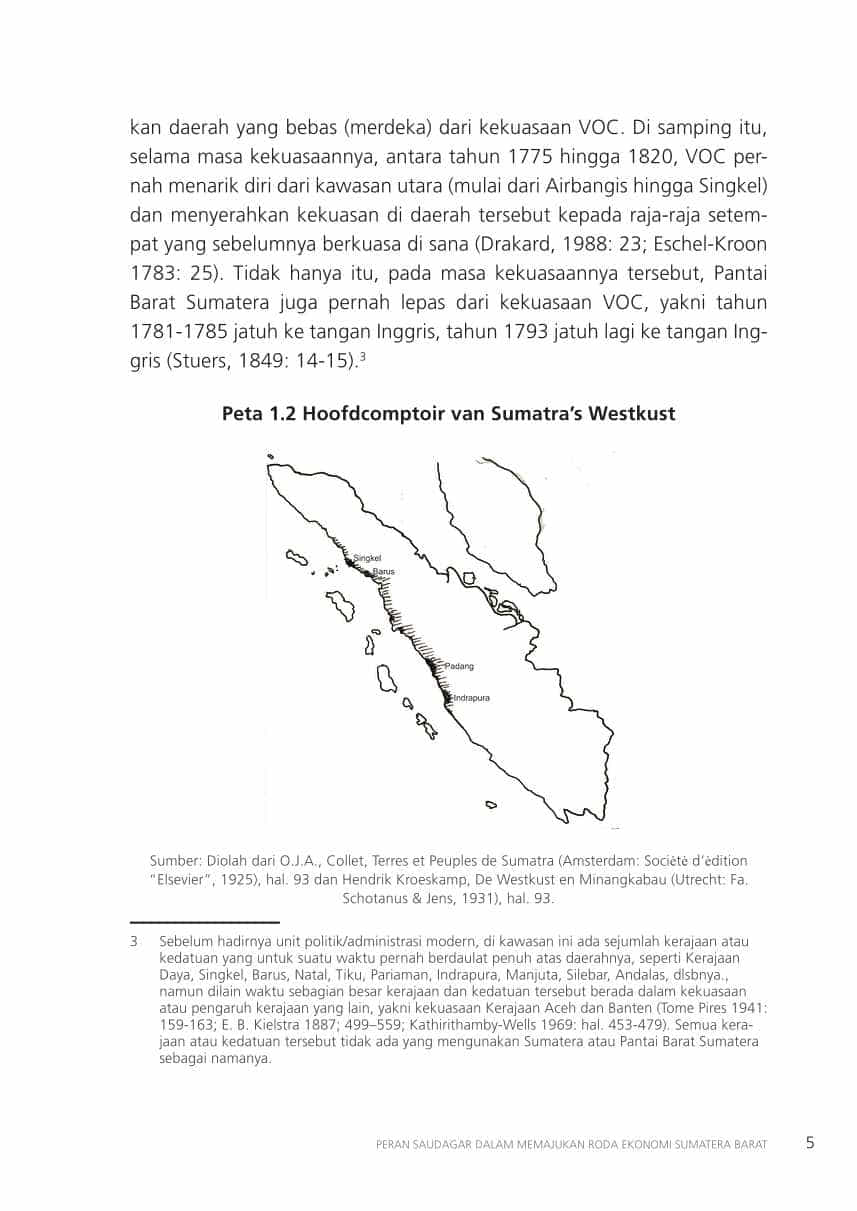 kan daerah yang bebas (merdeka) dari kekuasaan VOC. Di samping itu,
selama masa kekuasaannya, antara tahun 1775 hingga 1820, VOC per-
nah menarik diri dari kawasan utara (mulai dari Airbangis hingga Singkel)
dan menyerahkan kekuasan di daerah tersebut kepada raja-raja setem-
pat yang sebelumnya berkuasa di sana (Drakard, 1988: 23; Eschel-Kroon
1783: 25). Tidak hanya itu, pada masa kekuasaannya tersebut, Pantai
Barat Sumatera juga pernah lepas dari kekuasaan VOC, yakni tahun
1781-1785 jatuh ke tangan Inggris, tahun 1793 jatuh lagi ke tangan Ing-
gris (Stuers, 1849: 14-15).³
Peta 1.2 Hoofdcomptoir van Sumatra’s Westkust
Singkel
Barus
Padang
Indrapura
Sumber: Diolah dari O.J.A., Collet, Terres et Peuples de Sumatra (Amsterdam: Sociètè d’èdition
“Elsevier”, 1925), hal. 93 dan Hendrik Kroeskamp, De Westkust en Minangkabau (Utrecht: Fa.
Schotanus & Jens, 1931), hal. 93.
3 Sebelum hadirnya unit politik/administrasi modern, di kawasan ini ada sejumlah kerajaan atau
kedatuan yang untuk suatu waktu pernah berdaulat penuh atas daerahnya, seperti Kerajaan
Daya, Singkel, Barus, Natal, Tiku, Pariaman, Indrapura, Manjuta, Silebar, Andalas, dlsbnya.,
namun dilain waktu sebagian besar kerajaan dan kedatuan tersebut berada dalam kekuasaan
atau pengaruh kerajaan yang lain, yakni kekuasaan Kerajaan Aceh dan Banten (Tome Pires 1941:
159-163; E. B. Kielstra 1887; 499–559; Kathirithamby-Wells 1969: hal. 453-479). Semua kera-
jaan atau kedatuan tersebut tidak ada yang mengunakan Sumatera atau Pantai Barat Sumatera
sebagai namanya.
PERAN SAUDAGAR DALAM MEMAJUKAN RODA EKONOMI SUMATERA BARAT 5